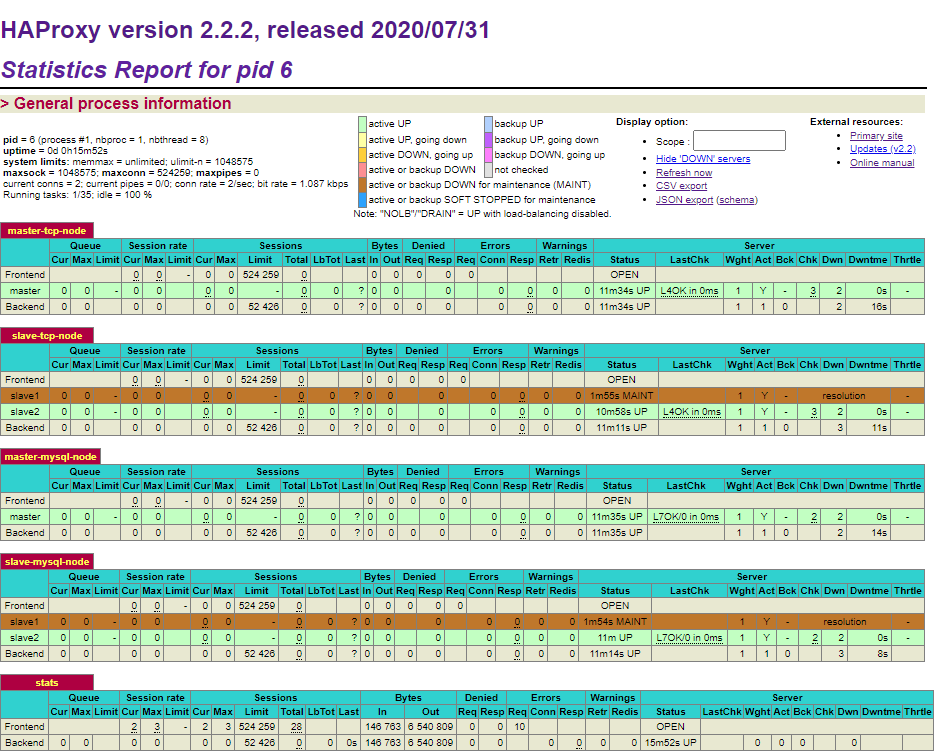 HAProxy version 2.2.2, released 2020/07/31
Statistics Report for pid 6
> General process information
pid = 6 (process #1, nbproc = 1, nbthread = 8)
uptime = 0d 0h15m52s
system limits: memmax = unlimited; ulimit-n = 1048575
maxsock = 1048575; maxconn = 524259; maxpipes = 0
current conns = 2; current pipes = 0/0; conn rate = 2/sec; bit rate = 1.087 kbps
Running tasks: 1/35; idle = 100 %
active UP backup UP
active UP, going down backup UP, going down
active DOWN, going up backup DOWN, going up
active or backup DOWN not checked
active or backup DOWN for maintenance (MAINT)
active or backup SOFT STOPPED for maintenance
Note: "NOLB"/"DRAIN" = UP with load-balancing disabled.
Display option:
• Scope :
• Hide 'DOWN' servers
• Refresh now
• CSV export
• JSON export (schema)
External resources:
• Primary site
• Updates (v2.2)
• Online manual
master-tcp-node
Queue Session rate Sessions Bytes Denied Errors Warnings Server
Cur Max Limit Cur Max Limit Cur Max Limit Total LbTot Last In Out Req Resp Req Conn Resp Retr Redis Status LastChk Wght Act Bck Chk Dwn Dwntme Thrtle
Frontend 0 0 - 0 0 524 259 0 0 0 0 0 0 OPEN
master 0 0 - 0 0 0 0 - 0 0 ? 0 0 0 0 0 0 0 11m34s UP L4OK in 0ms 1 Y - 3 2 0s -
Backend 0 0 0 0 0 0 52 426 0 0 ? 0 0 0 0 0 0 0 0 11m34s UP 1 1 0 2 16s
slave-tcp-node
Queue Session rate Sessions Bytes Denied Errors Warnings Server
Cur Max Limit Cur Max Limit Cur Max Limit Total LbTot Last In Out Req Resp Req Conn Resp Retr Redis Status LastChk Wght Act Bck Chk Dwn Dwntme Thrtle
Frontend 0 0 - 0 0 524 259 0 0 0 0 0 0 OPEN
slave1 0 0 - 0 0 0 0 - 0 0 ? 0 0 0 0 0 0 0 1m55s MAINT 1 Y - resolution -
slave2 0 0 - 0 0 0 0 - 0 0 ? 0 0 0 0 0 0 0 10m58s UP L4OK in 0ms 1 Y - 3 2 0s -
Backend 0 0 0 0 0 0 52 426 0 0 ? 0 0 0 0 0 0 0 0 11m11s UP 1 1 0 3 11s
master-mysql-node
Queue Session rate Sessions Bytes Denied Errors Warnings Server
Cur Max Limit Cur Max Limit Cur Max Limit Total LbTot Last In Out Req Resp Req Conn Resp Retr Redis Status LastChk Wght Act Bck Chk Dwn Dwntme Thrtle
Frontend 0 0 - 0 0 524 259 0 0 0 0 0 0 OPEN
master 0 0 - 0 0 0 0 - 0 0 ? 0 0 0 0 0 0 0 11m35s UP L7OK/0 in 0ms 1 Y - 2 2 0s -
Backend 0 0 0 0 0 0 52 426 0 0 ? 0 0 0 0 0 0 0 0 11m35s UP 1 1 0 2 14s
slave-mysql-node
Queue Session rate Sessions Bytes Denied Errors Warnings Server
Cur Max Limit Cur Max Limit Cur Max Limit Total LbTot Last In Out Req Resp Req Conn Resp Retr Redis Status LastChk Wght Act Bck Chk Dwn Dwntme Thrtle
Frontend 0 0 - 0 0 524 259 0 0 0 0 0 0 OPEN
slave1 0 0 - 0 0 0 0 - 0 0 ? 0 0 0 0 0 0 0 1m54s MAINT 1 Y - resolution -
slave2 0 0 - 0 0 0 0 - 0 0 ? 0 0 0 0 0 0 0 11m UP L7OK/0 in 0ms 1 Y - 2 2 0s -
Backend 0 0 0 0 0 0 52 426 0 0 ? 0 0 0 0 0 0 0 0 11m14s UP 1 1 0 3 8s
stats
Queue Session rate Sessions Bytes Denied Errors Warnings Server
Cur Max Limit Cur Max Limit Cur Max Limit Total LbTot Last In Out Req Resp Req Conn Resp Retr Redis Status LastChk Wght Act Bck Chk Dwn Dwntme Thrtle
Frontend 2 3 - 2 3 524 259 28 146 763 6 540 809 0 0 10 OPEN
Backend 0 0 0 0 0 0 52 426 0 0 0s 146 763 6 540 809 0 0 0 0 0 0 15m52s UP 0 0 0 0